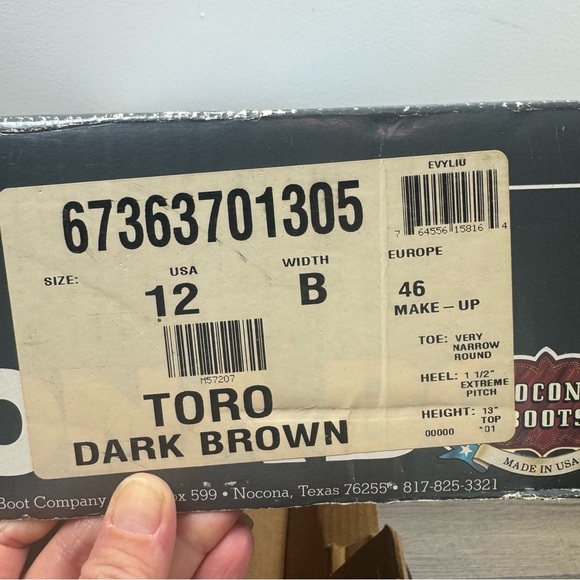 EVYLIU
67363701305
7 64556 15816 4
SIZE:
USA
12
WIDTH
B
EUROPE
46
MAKE-UP
M57207
TORO
DARK BROWN
TOE: VERY NARROW ROUND
HEEL: 1 1/2" EXTREME PITCH
HEIGHT: 13" TOP
00000 "01
OCON
BOOTS
MADE IN USA
Boot Company 599 • Nocona, Texas 76255 • 817-825-3321